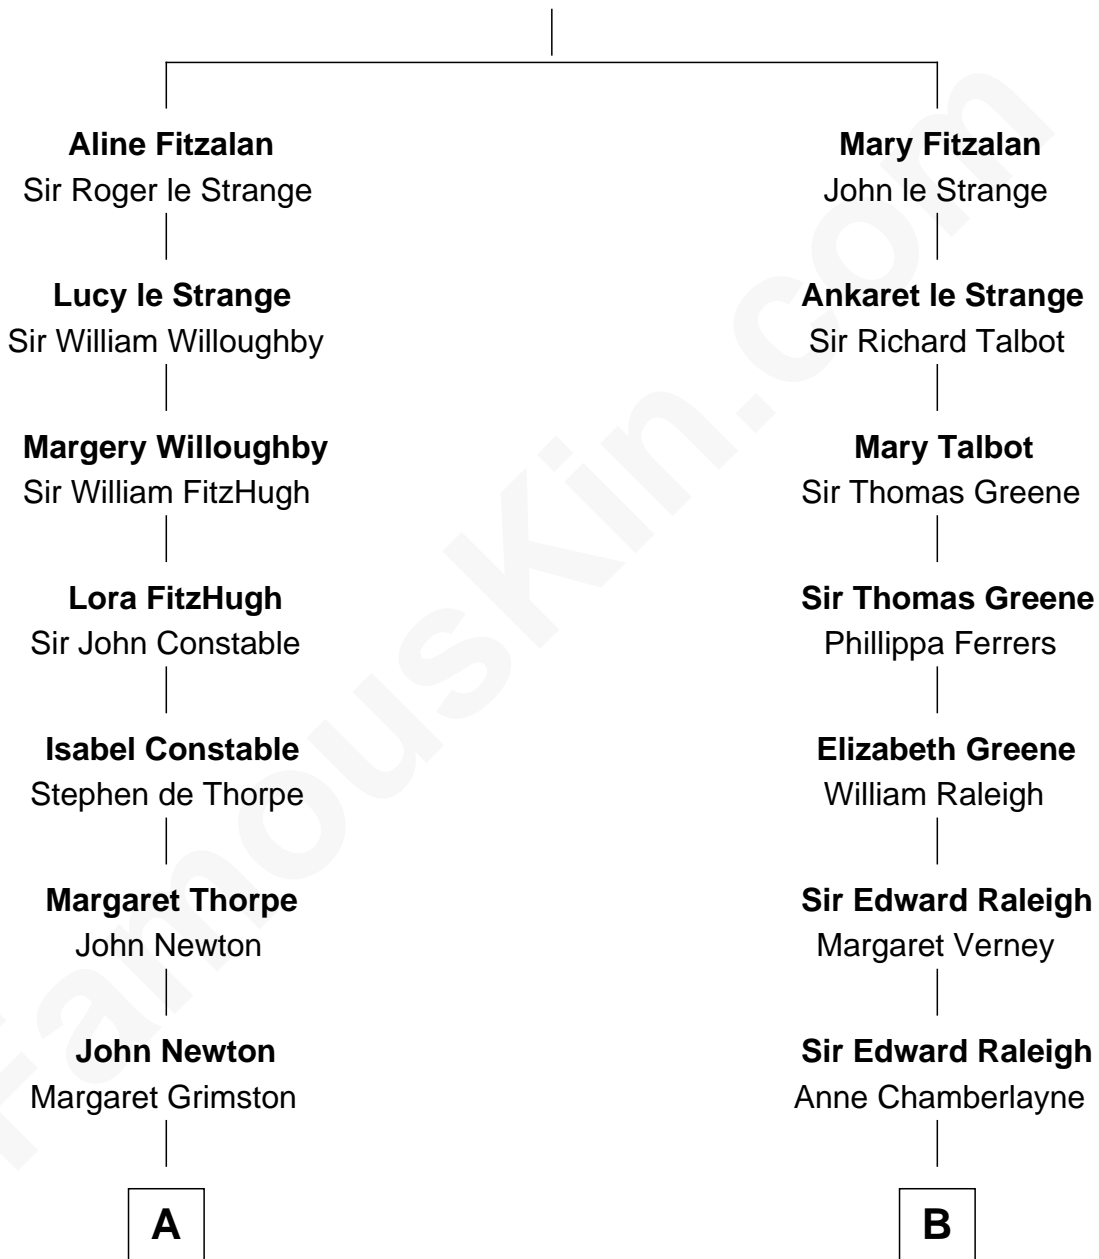 Aline Fitzalan
Sir Roger le Strange
Lucy le Strange
Sir William Willoughby
Margery Willoughby
Sir William FitzHugh
Lora FitzHugh
Sir John Constable
Isabel Constable
Stephen de Thorpe
Margaret Thorpe
John Newton
John Newton
Margaret Grimston
A
Mary Fitzalan
John le Strange
Ankaret le Strange
Sir Richard Talbot
Mary Talbot
Sir Thomas Greene
Sir Thomas Greene
Phillippa Ferrers
Elizabeth Greene
William Raleigh
Sir Edward Raleigh
Margaret Verney
Sir Edward Raleigh
Anne Chamberlayne
B
FamousKin.com